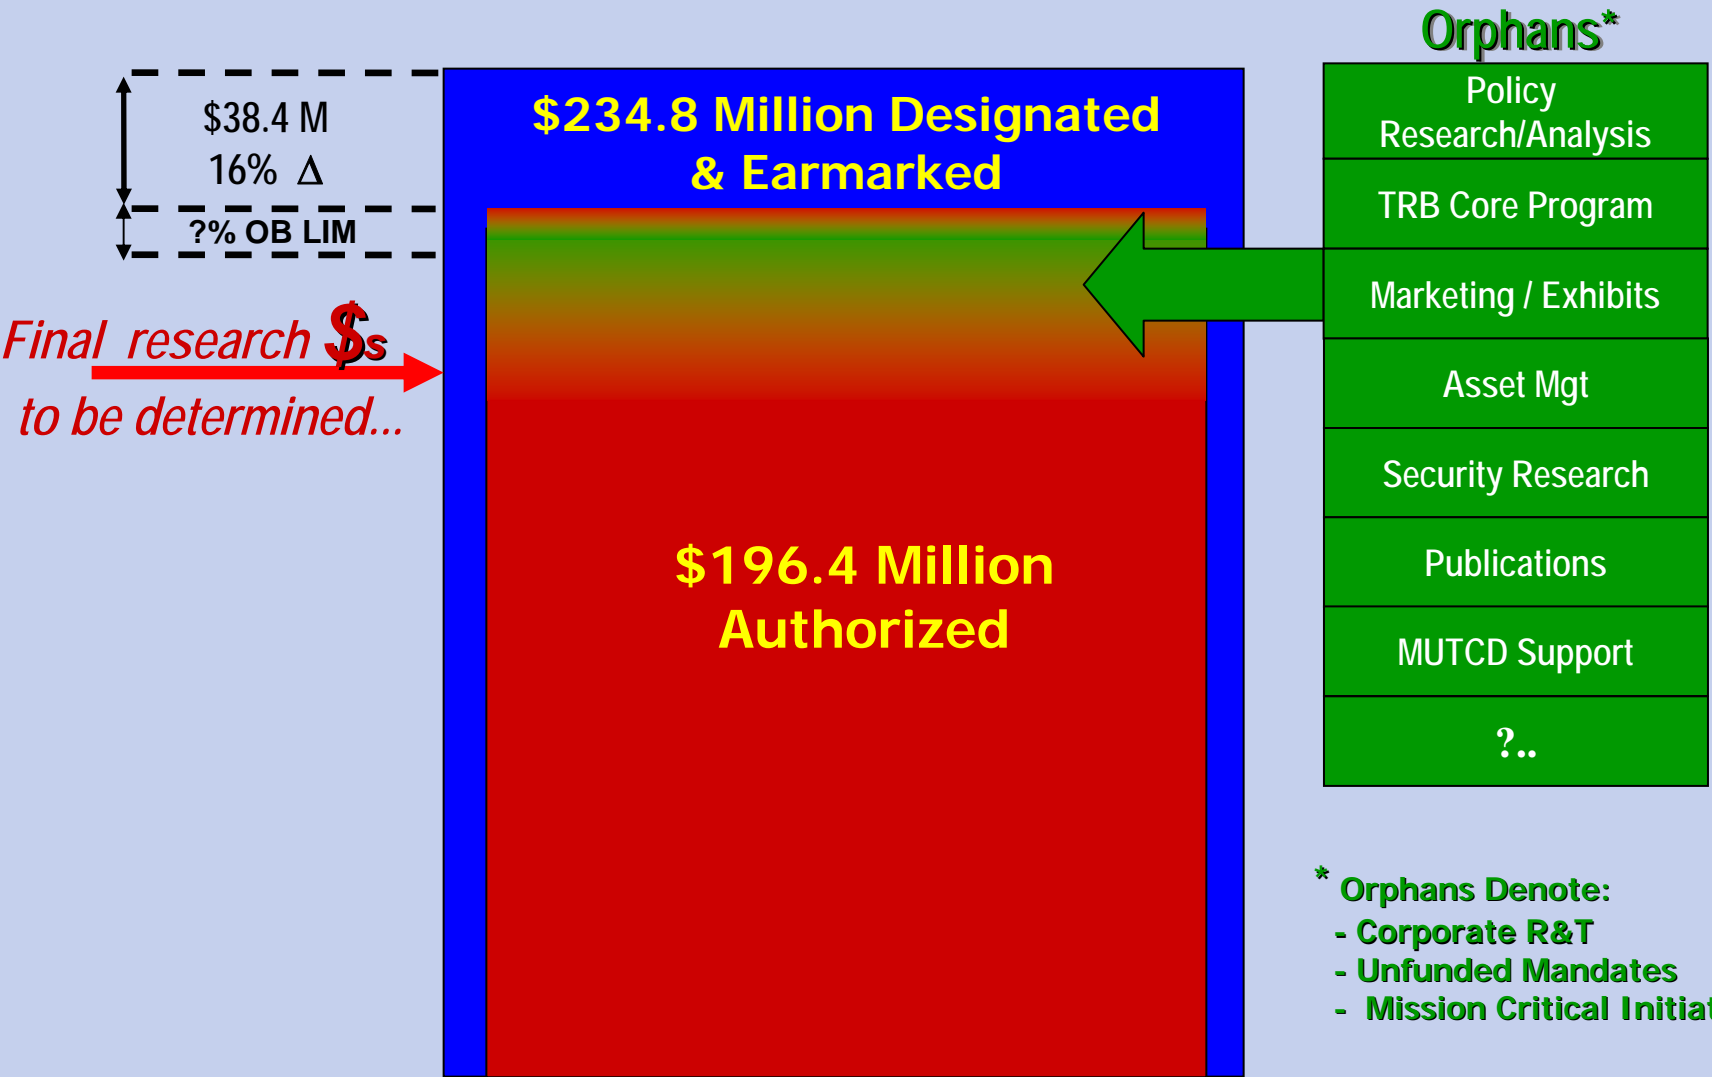 Orphans*
$38.4 M
16% Δ
?% OB LIM
Final research $s
to be determined...
$234.8 Million Designated
& Earmarked
$196.4 Million
Authorized
Policy
Research/Analysis
TRB Core Program
Marketing / Exhibits
Asset Mgt
Security Research
Publications
MUTCD Support
?..
* Orphans Denote:
- Corporate R&T
- Unfunded Mandates
- Mission Critical